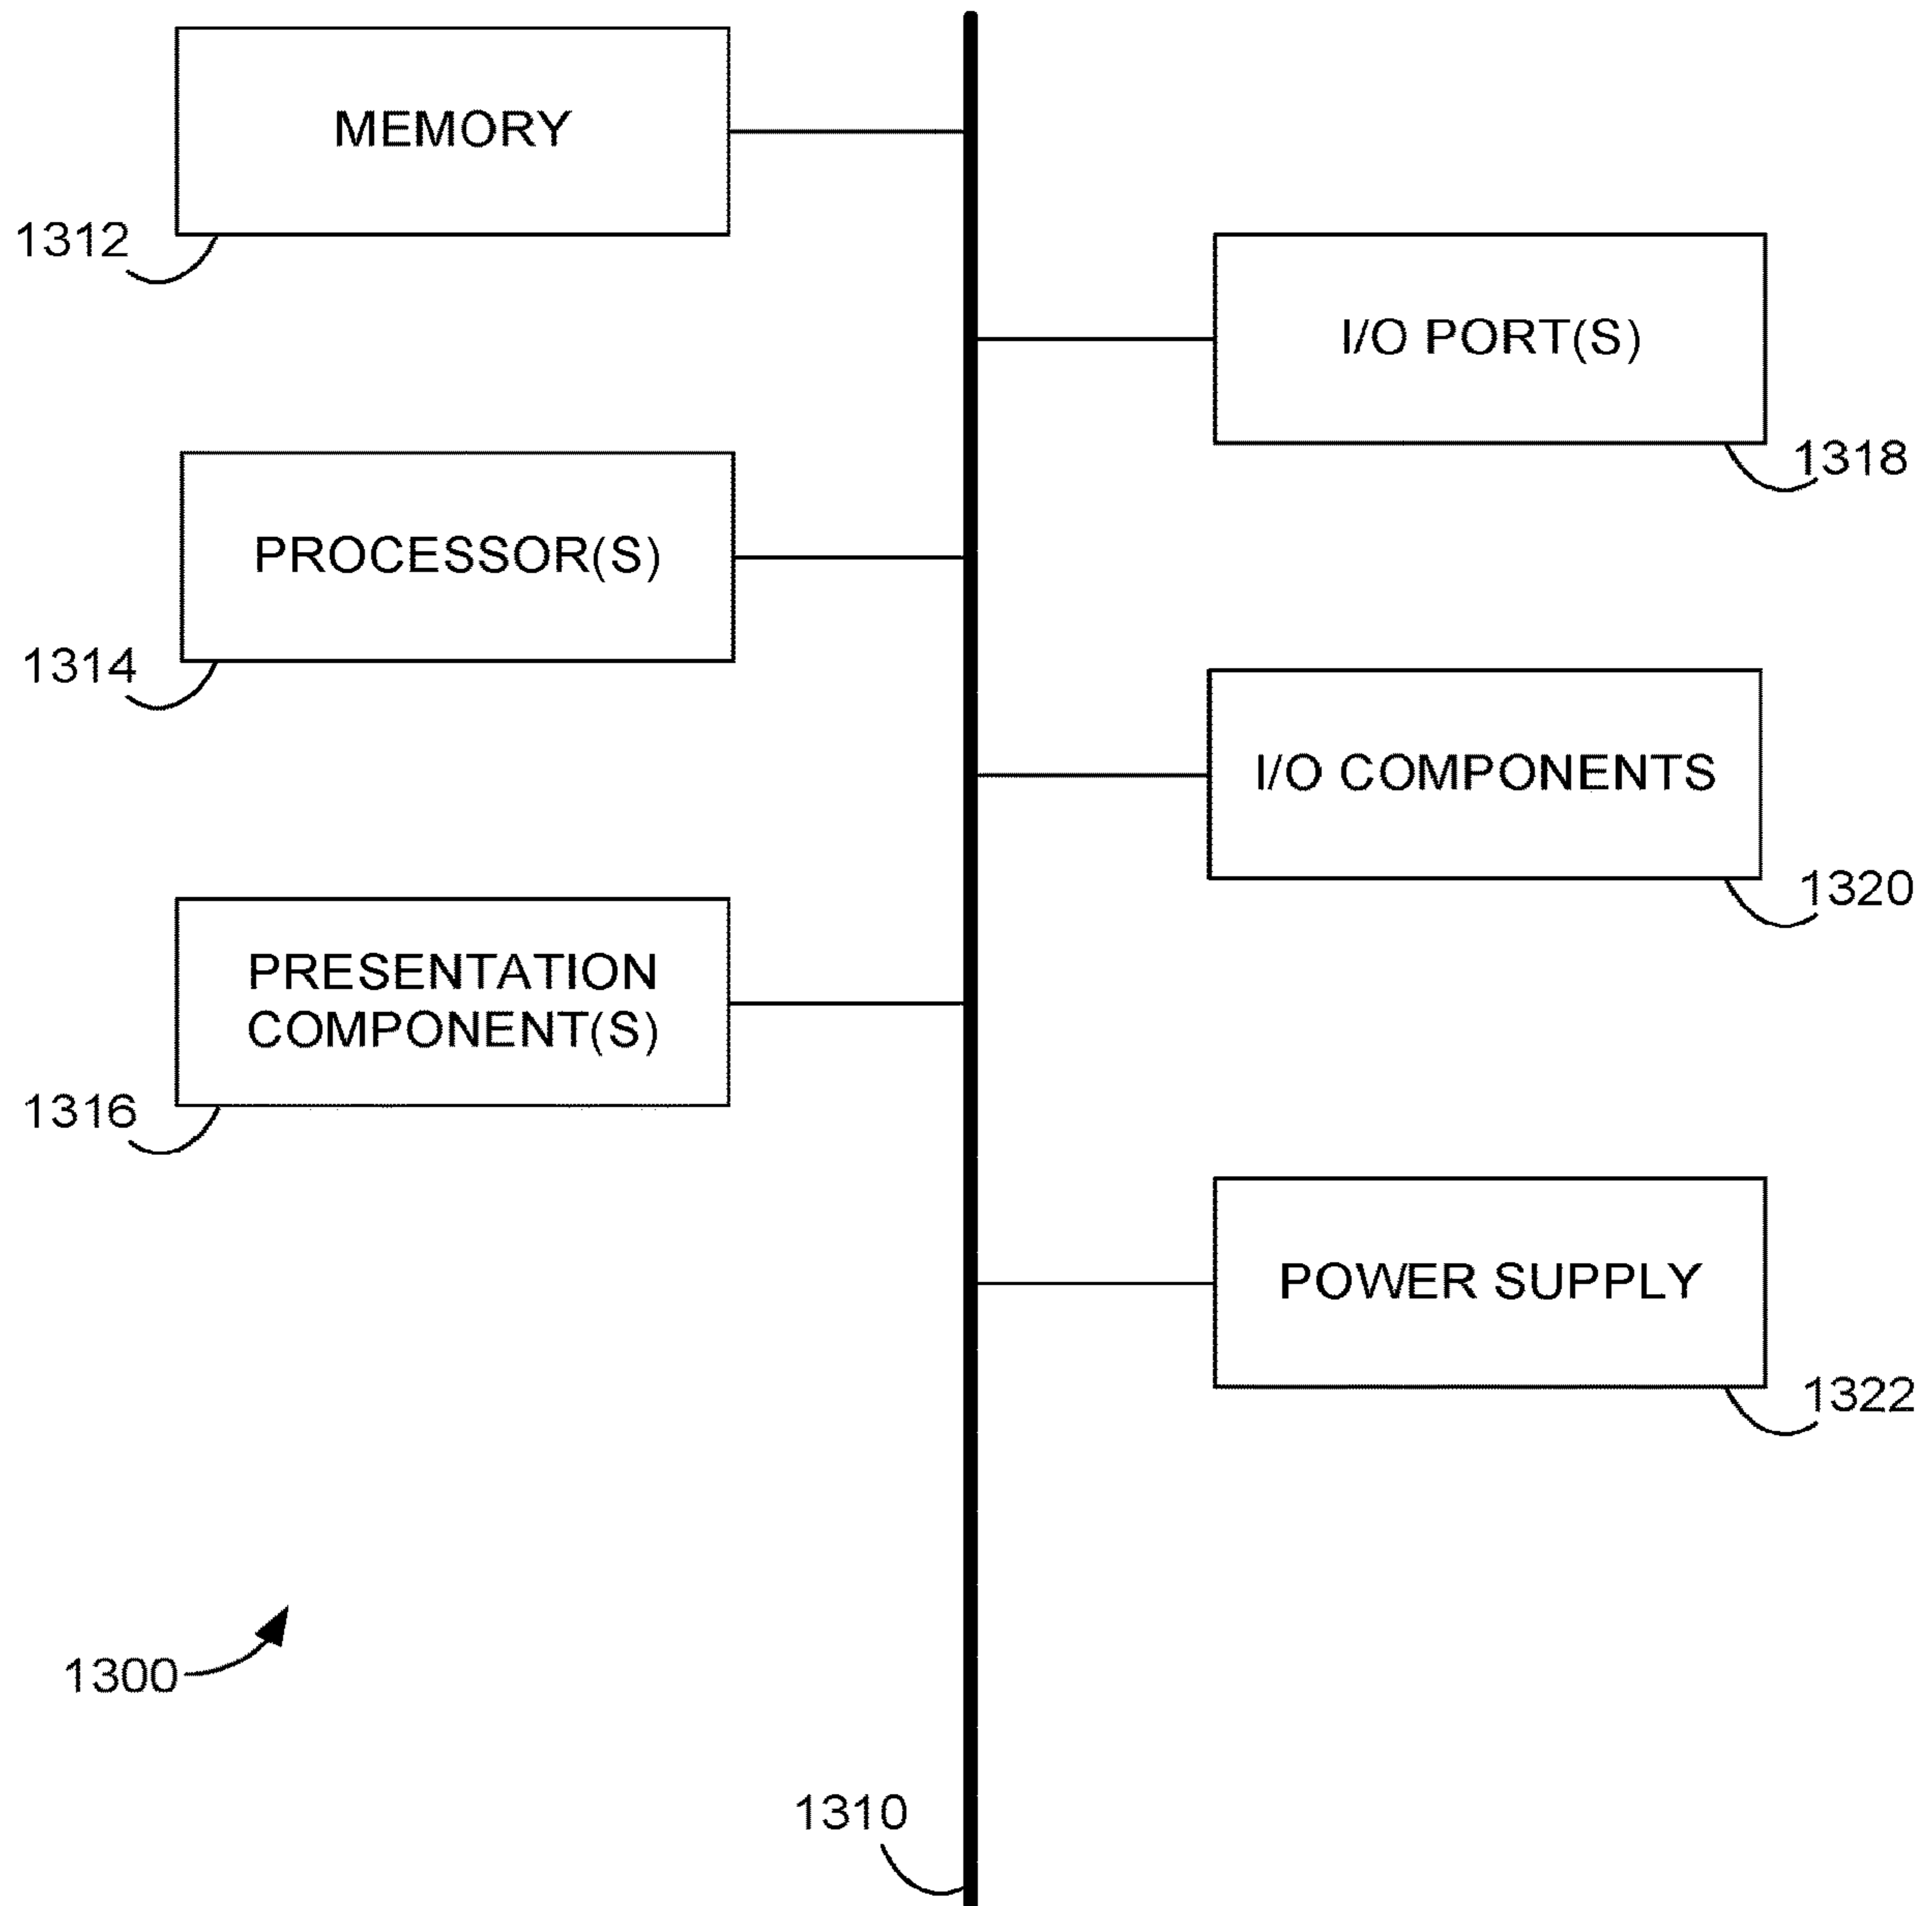 MEMORY
1312
I/O PORT(S)
1318
PROCESSOR(S)
1314
I/O COMPONENTS
1320
PRESENTATION
COMPONENT(S)
1316
POWER SUPPLY
1322
1300
1310